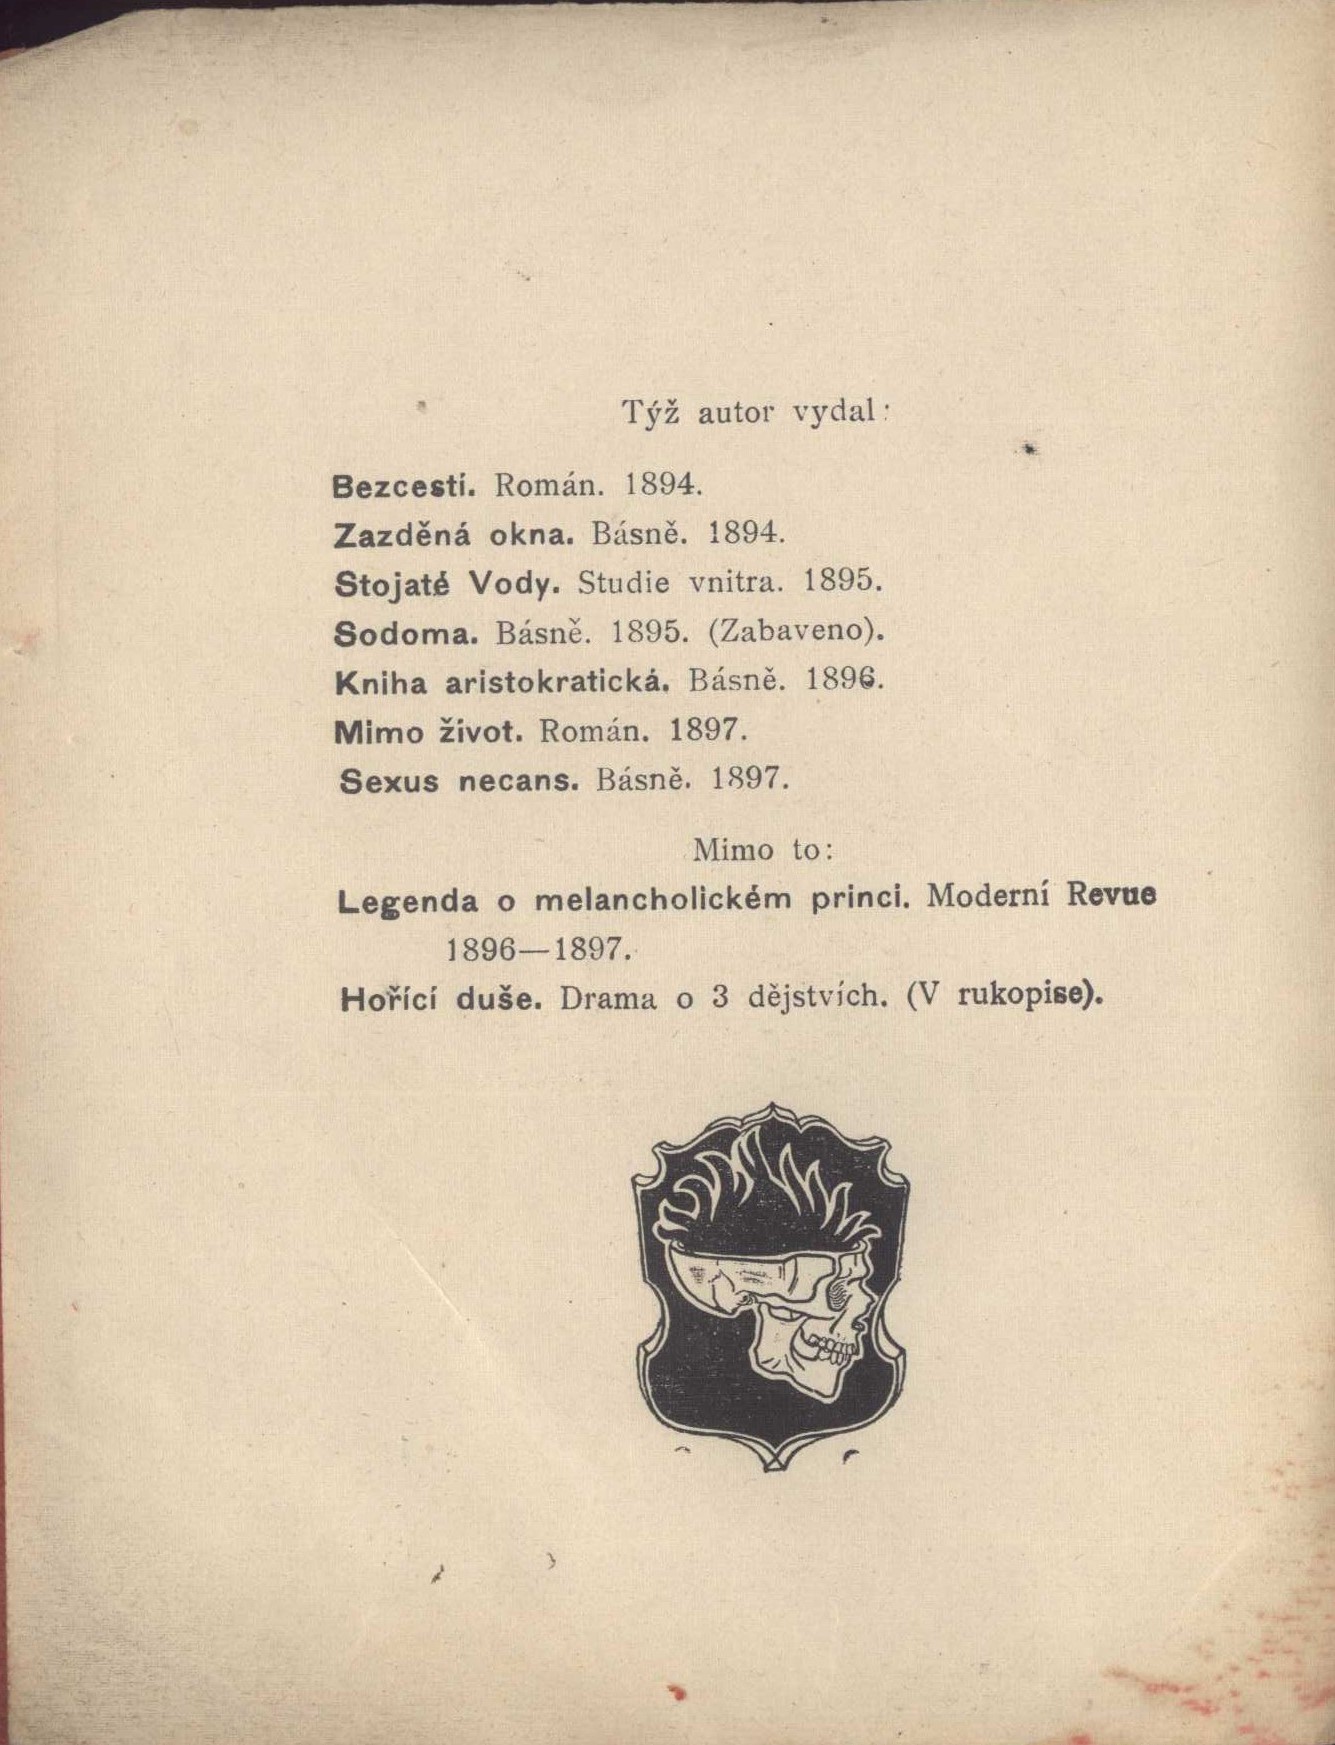 Týž autor vydal:
Bezcestí. Román. 1894.
Zazděná okna. Básně. 1894.
Stojaté Vody. Studie vnitra. 1895.
Sodoma. Básně. 1895. (Zabaveno).
Kniha aristokratická. Básně. 1896.
Mimo život. Román. 1897.
Sexus necans. Básně. 1897.
Mimo to:
Legenda o melancholickém princi. Moderní Revue
1896—1897.
Hořící duše. Drama o 3 dějstvích. (V rukopise).